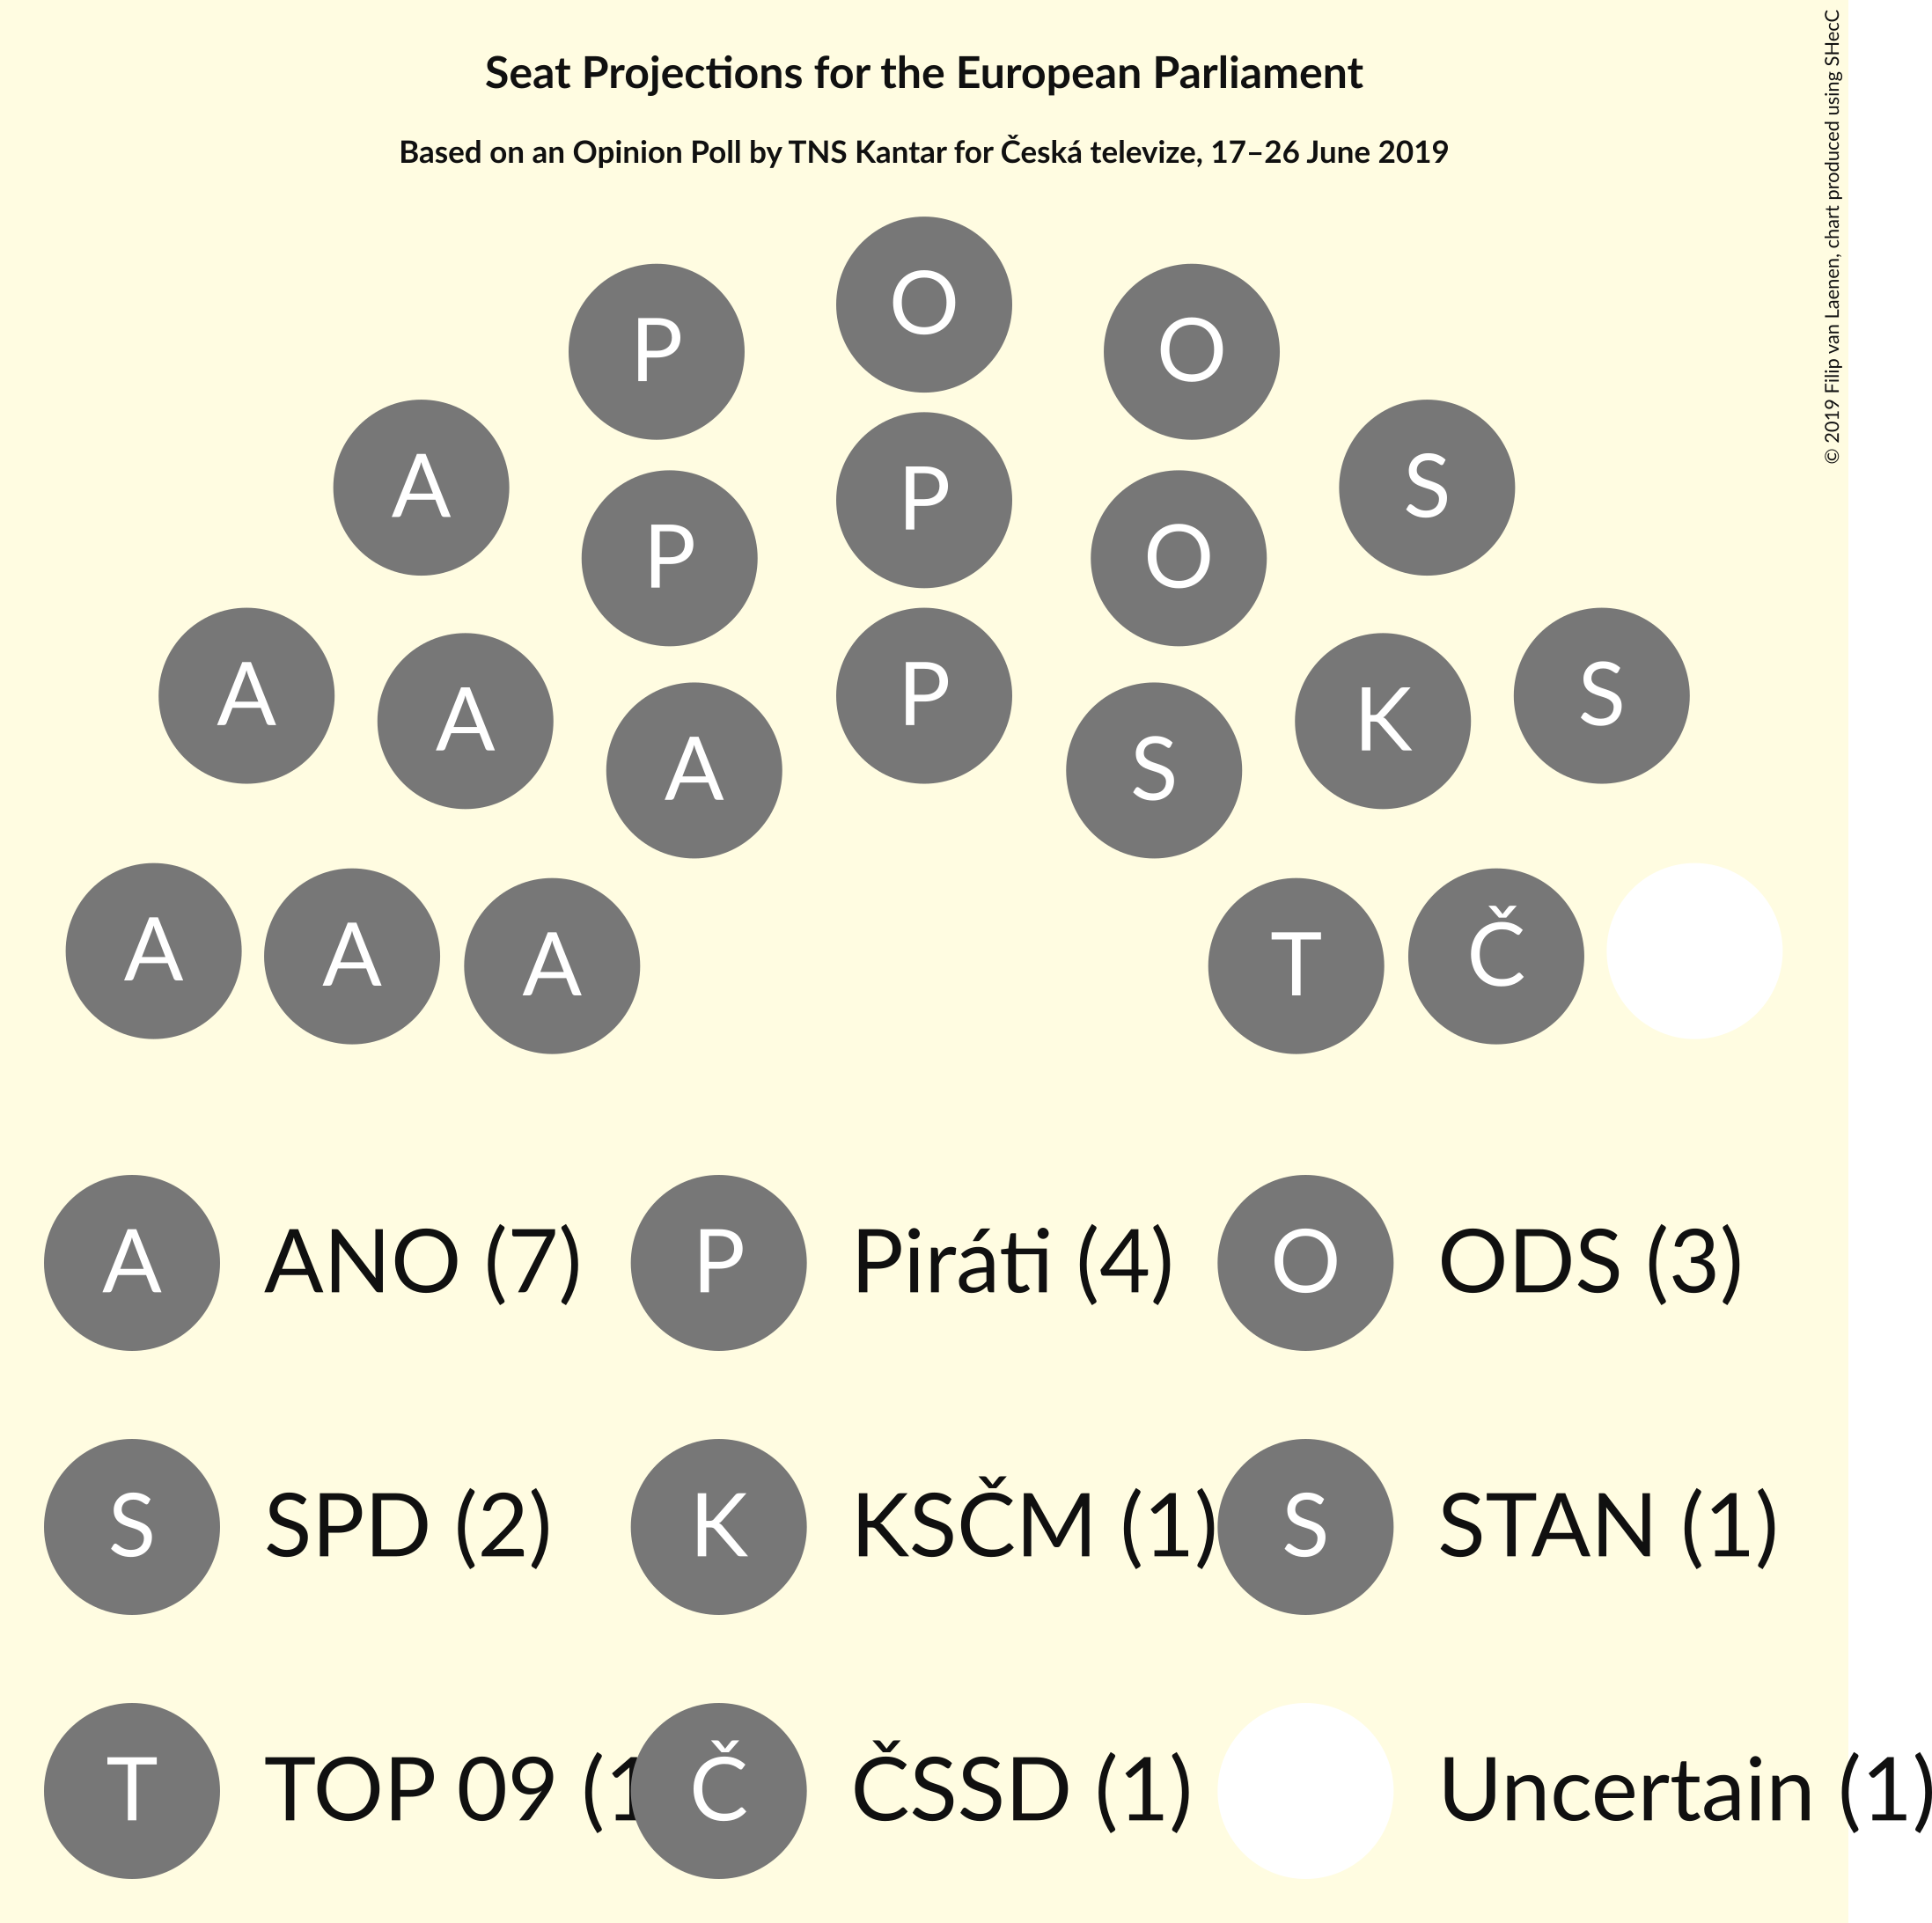 Seat Projections for the European Parliament
Based on an Opinion Poll by TNS Kantar for Česká televize, 17–26 June 2019
© 2019 Filip van Laenen, chart produced using SHecC
O
P O
A P S
P O
A P S
A K
A S
A Č
A A T
A ANO (7) P Piráti (4) O ODS (3)
S SPD (2) K KSČM (1) S STAN (1)
T TOP 09 (1 Č ČSSD (1) Uncertain (1)